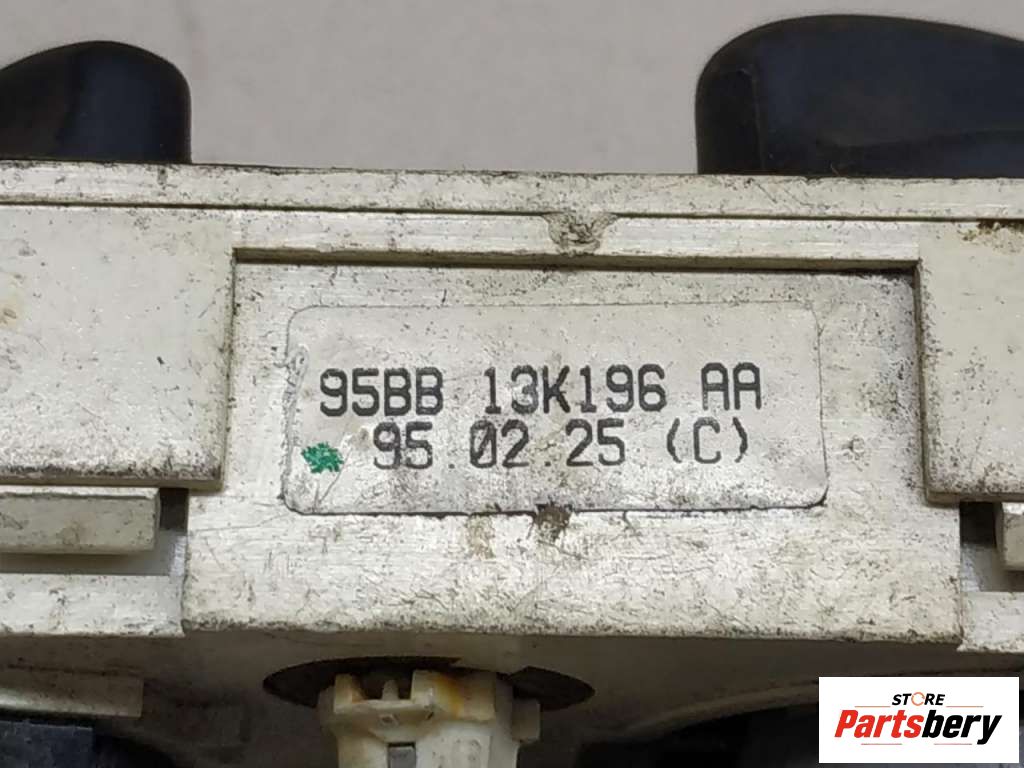 95BB 13K196 AA
95.02.25 (C)
STORE
Partsbery